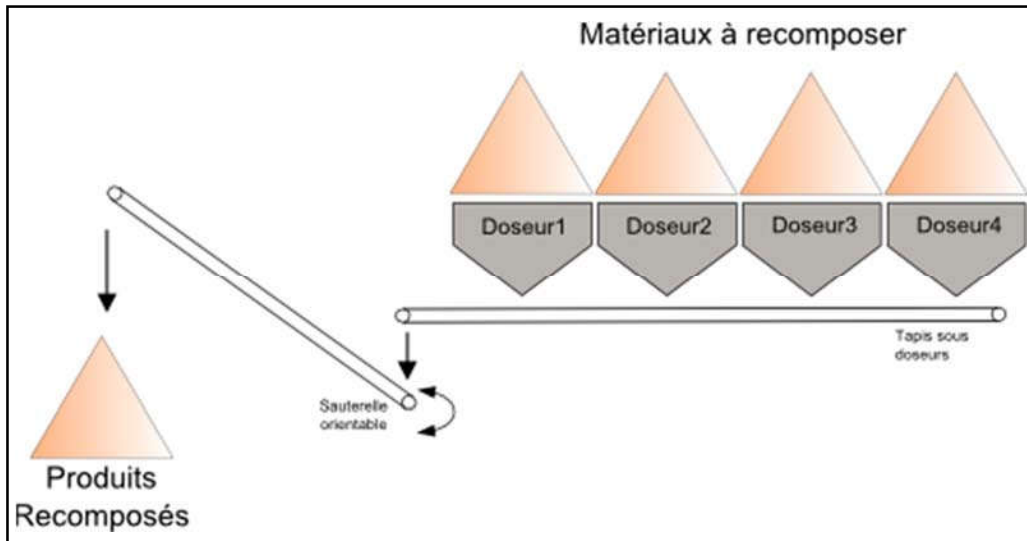 Matériaux à recomposer
Doseur1
Doseur2
Doseur3
Doseur4
Tapis sous
doseurs
Sauterelle
orientable
Produits
Recomposés